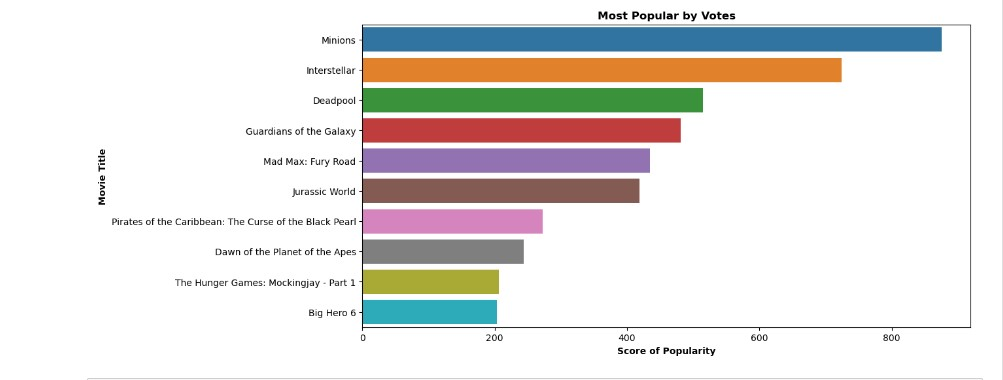 Most Popular by Votes
Movie Title
Minions
Interstellar
Deadpool
Guardians of the Galaxy
Mad Max: Fury Road
Jurassic World
Pirates of the Caribbean: The Curse of the Black Pearl
Dawn of the Planet of the Apes
The Hunger Games: Mockingjay - Part 1
Big Hero 6
0 200 400 600 800
Score of Popularity